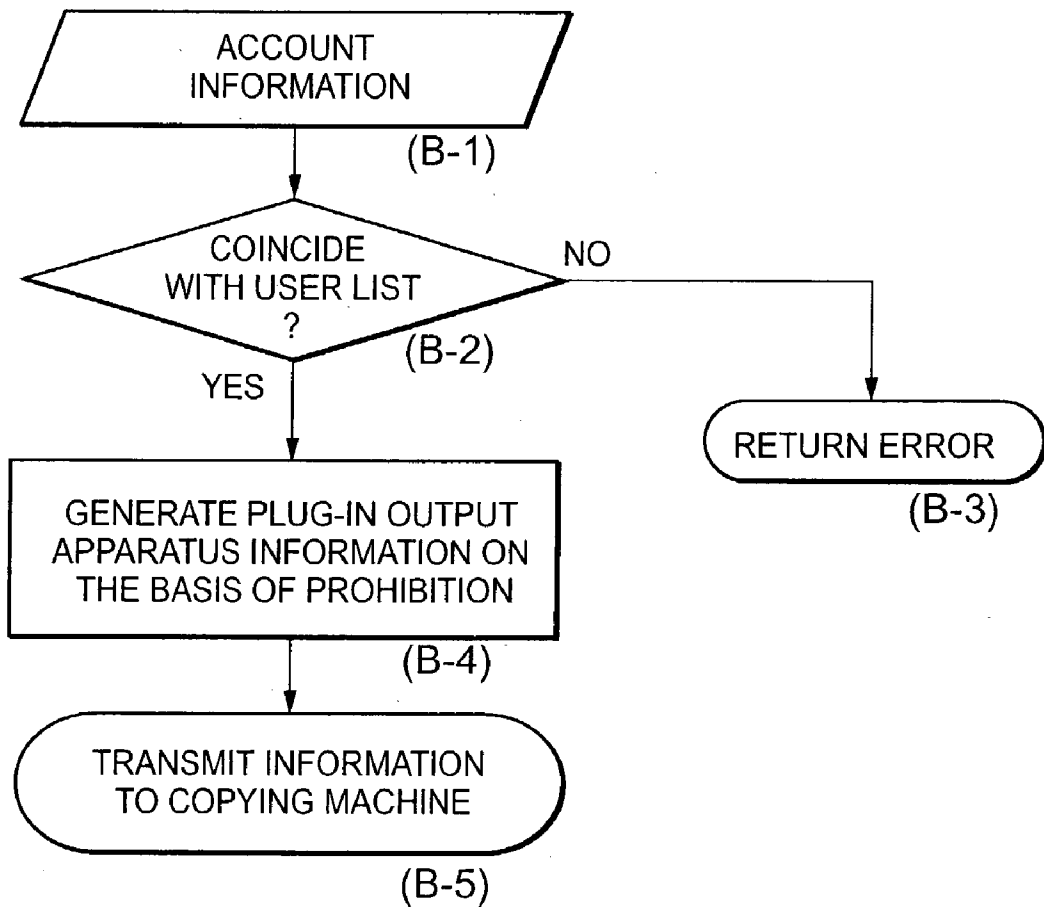 ACCOUNT
INFORMATION
(B-1)
COINCIDE
WITH USER LIST
?
(B-2)
NO
YES
RETURN ERROR
(B-3)
GENERATE PLUG-IN OUTPUT
APPARATUS INFORMATION ON
THE BASIS OF PROHIBITION
(B-4)
TRANSMIT INFORMATION
TO COPYING MACHINE
(B-5)